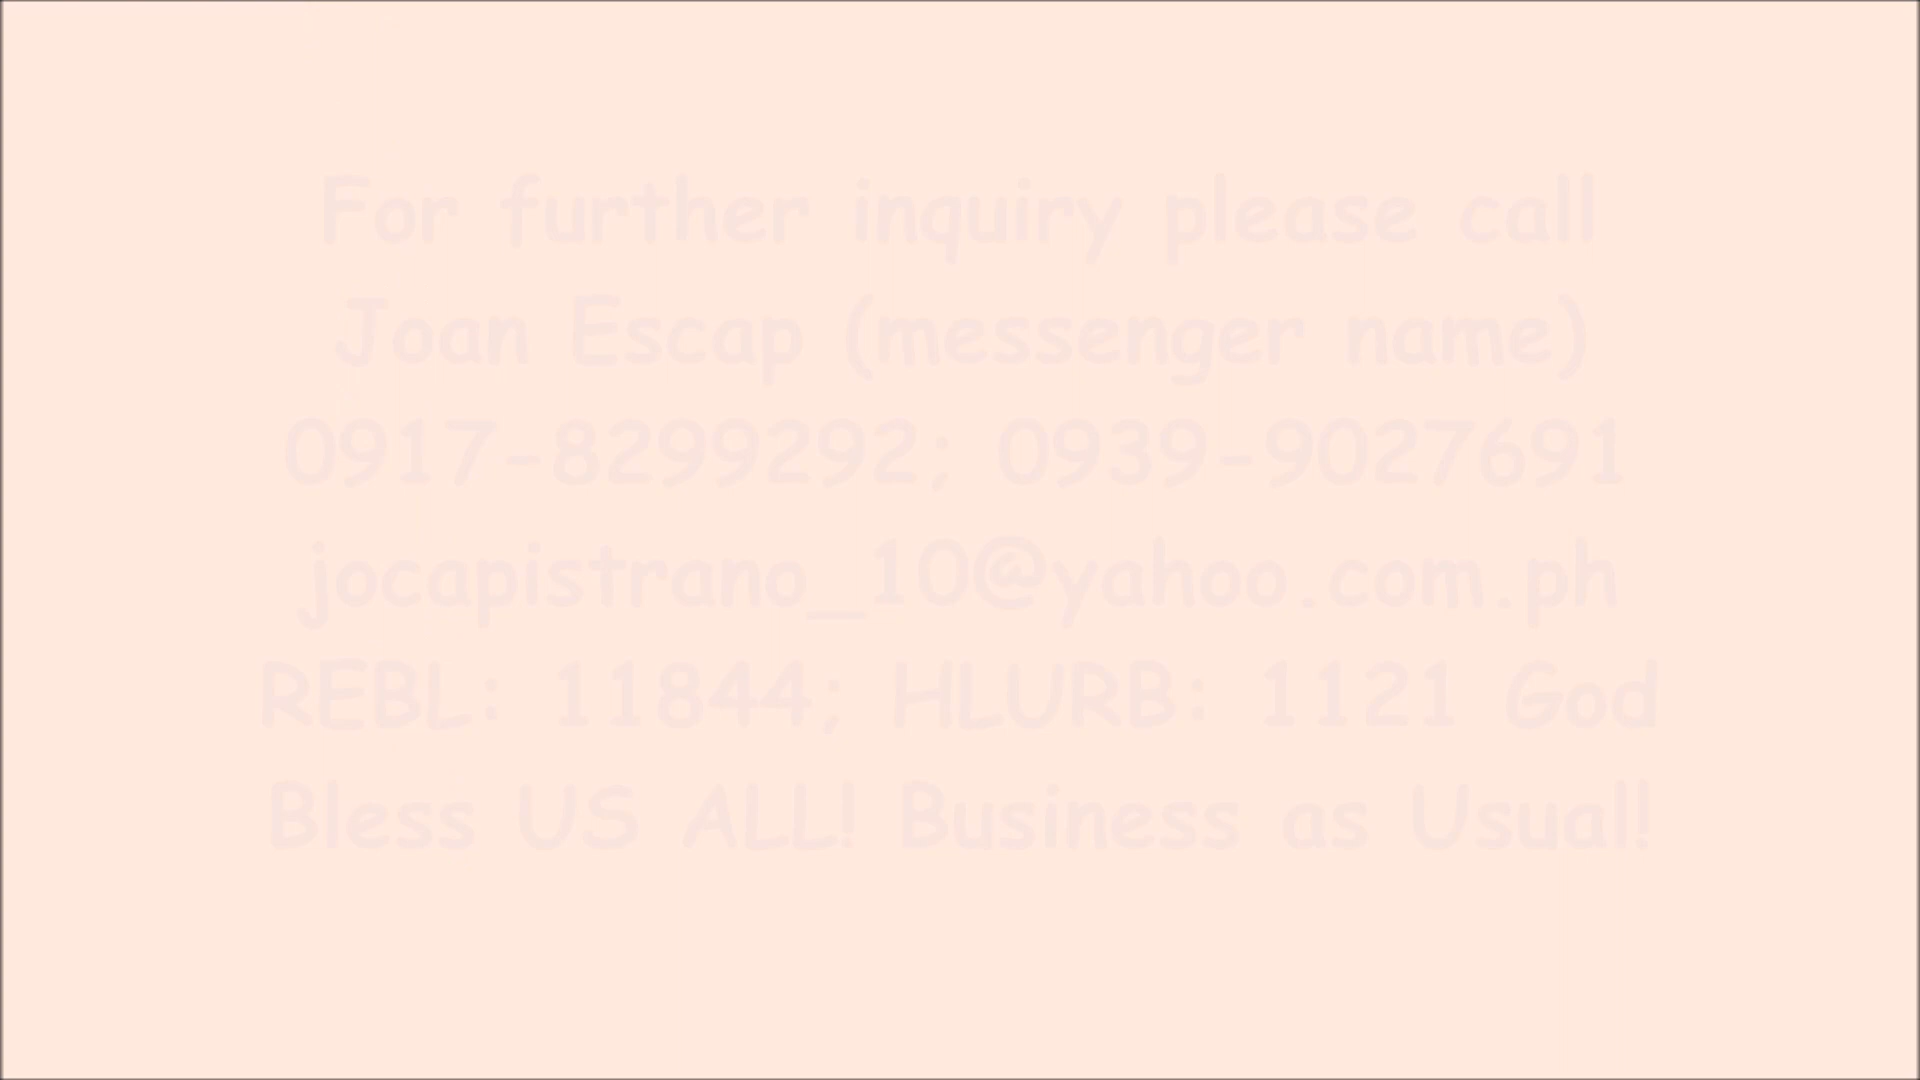 For further inquiry please call
Joan Escap (messenger name)
0917-8299292; 0939-9027691
jocapistrano_10@yahoo.com.ph
REBL: 11844; HLURB: 1121 God
Bless US ALL! Business as Usual!